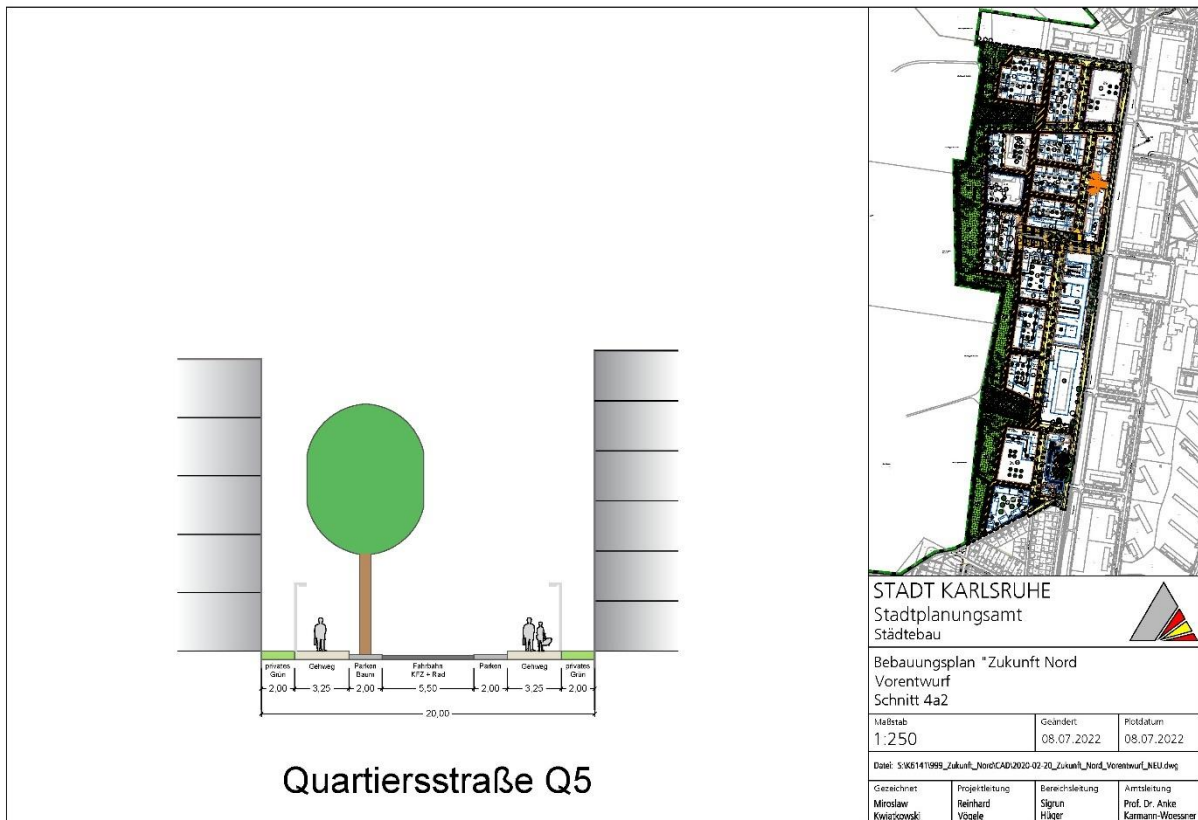 privates
Grün
Gehweg
Parken
Baum
Fahrbahn
KFZ + Rad
Parken
Gehweg
privates
Grün
2,00
3,25
2,00
5,50
2,00
3,25
2,00
20,00
Quartiersstraße Q5
STADT KARLSRUHE
Stadtplanungsamt
Städtebau
Bebauungsplan "Zukunft Nord
Vorentwurf
Schnitt 4a2
Maßstab
1:250
Geändert
08.07.2022
Plotdatum
08.07.2022
Datei: S:\K6141\999_Zukunft_Nord\CAD\2020-02-20_Zukunft_Nord_Vorentwurf_NEU.dwg
Gezeichnet
Miroslaw
Kwiatkowski
Projektleitung
Reinhard
Vögele
Bereichsleitung
Sigrun
Hüger
Amtsleitung
Prof. Dr. Anke
Karmann-Woessner